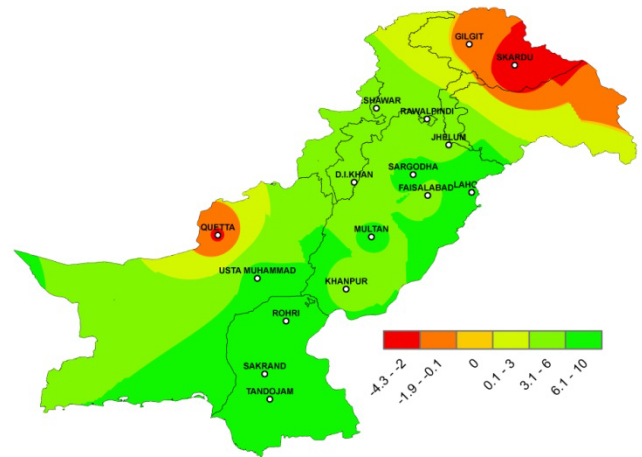 GILGIT
SKARDU
.SHAWAR
RAWALPINDI
JHELUM
SARGODHA
D.I.KHAN
FAISALABAD
LAHC
QUETTA
MULTAN
USTA MUHAMMAD
KHANPUR
ROHRI
SAKRAND
TANDOJAM
-4.3 - -2
-1.9 - -0.1
0
0.1 - 3
3.1 - 6
6.1 - 10